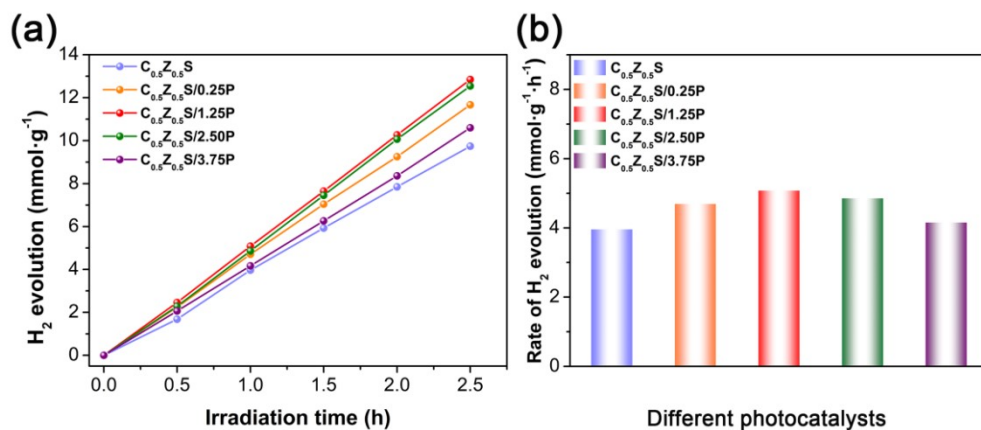 (a)
H₂ evolution (mmol·g⁻¹)
14
12
10
8
6
4
2
0
C₀.₅Z₀.₅S
C₀.₅Z₀.₅S/0.25P
C₀.₅Z₀.₅S/1.25P
C₀.₅Z₀.₅S/2.50P
C₀.₅Z₀.₅S/3.75P
0.0 0.5 1.0 1.5 2.0 2.5
Irradiation time (h)
(b)
Rate of H₂ evolution (mmol·g⁻¹·h⁻¹)
8
6
4
2
0
C₀.₅Z₀.₅S
C₀.₅Z₀.₅S/0.25P
C₀.₅Z₀.₅S/1.25P
C₀.₅Z₀.₅S/2.50P
C₀.₅Z₀.₅S/3.75P
Different photocatalysts